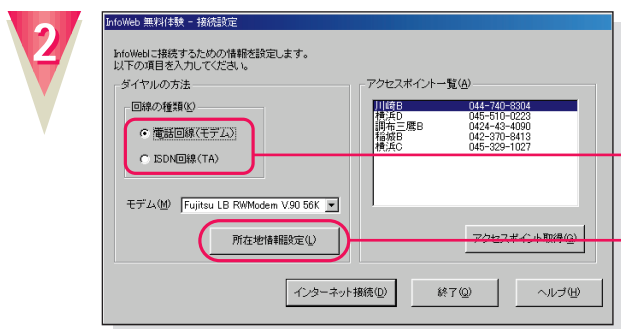 2
InfoWeb 無料体験 - 接続設定
InfoWebに接続するための情報を設定します。
以下の項目を入力してください。
ダイヤルの方法
回線の種類(K)
電話回線(モデム)
ISDN回線(TA)
モデム(M) Fujitsu LB RWModem V.90 56K
所在地情報設定(L)
アクセスポイント一覧(A)
川崎B 044-740-8304
横浜D 045-510-0223
調布三鷹B 0424-43-4090
稲城B 042-370-8413
横浜C 045-329-1027
アクセスポイント取得(G)
インターネット接続(D) 終了(Q) ヘルプ(H)